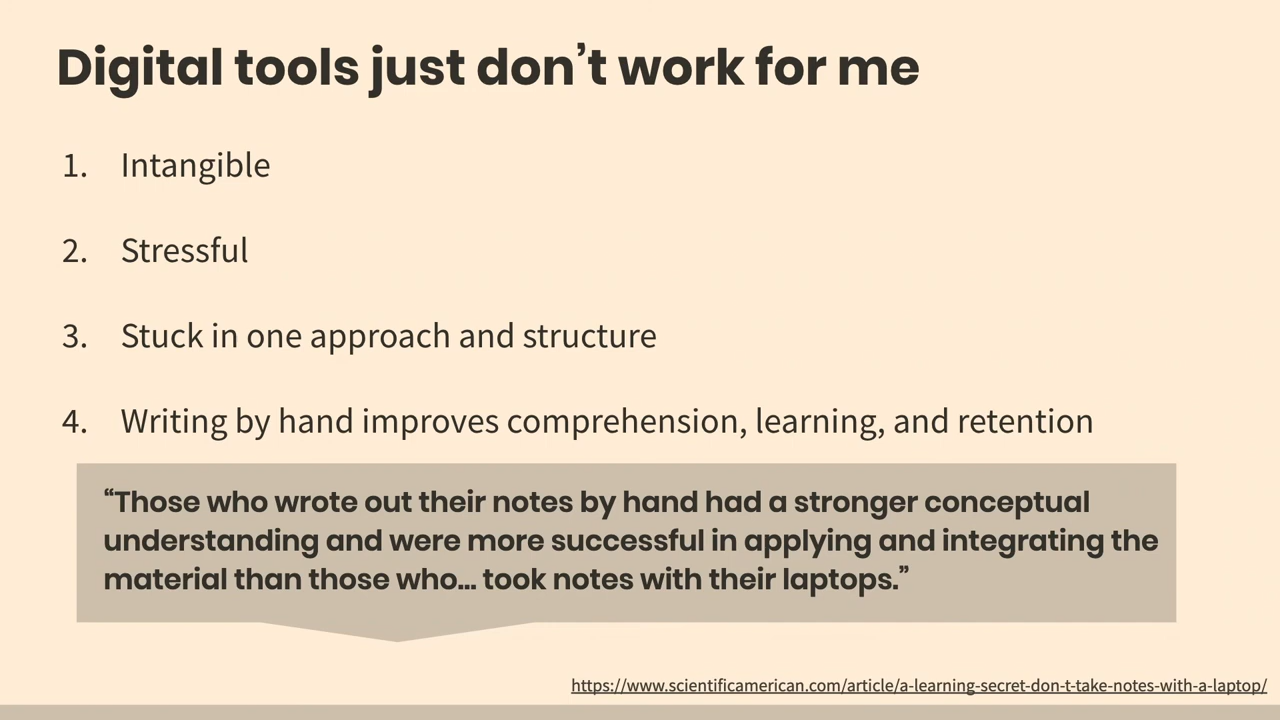 Digital tools just don’t work for me
1. Intangible
2. Stressful
3. Stuck in one approach and structure
4. Writing by hand improves comprehension, learning, and retention
“Those who wrote out their notes by hand had a stronger conceptual
understanding and were more successful in applying and integrating the
material than those who... took notes with their laptops.”
https://www.scientificamerican.com/article/a-learning-secret-don-t-take-notes-with-a-laptop/